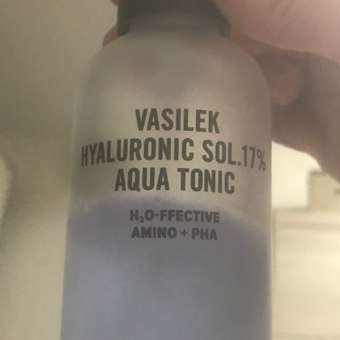 VASILEK
HYALURONIC SOL.17%
AQUA TONIC
H₂O-FFECTIVE
AMINO + PHA